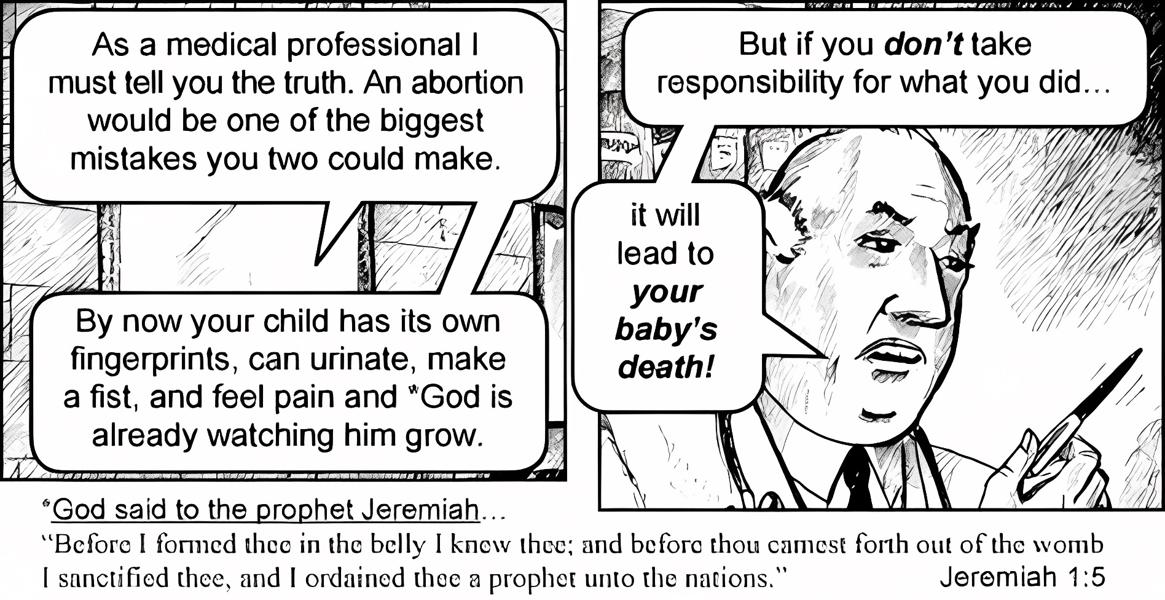 As a medical professional I
must tell you the truth. An abortion
would be one of the biggest
mistakes you two could make.
By now your child has its own
fingerprints, can urinate, make
a fist, and feel pain and *God is
already watching him grow.
But if you don't take
responsibility for what you did...
it will
lead to
your
baby's
death!
*God said to the prophet Jeremiah...
"Before I formed thee in the belly I knew thee; and before thou camest forth out of the womb
I sanctified thee, and I ordained thee a prophet unto the nations." Jeremiah 1:5